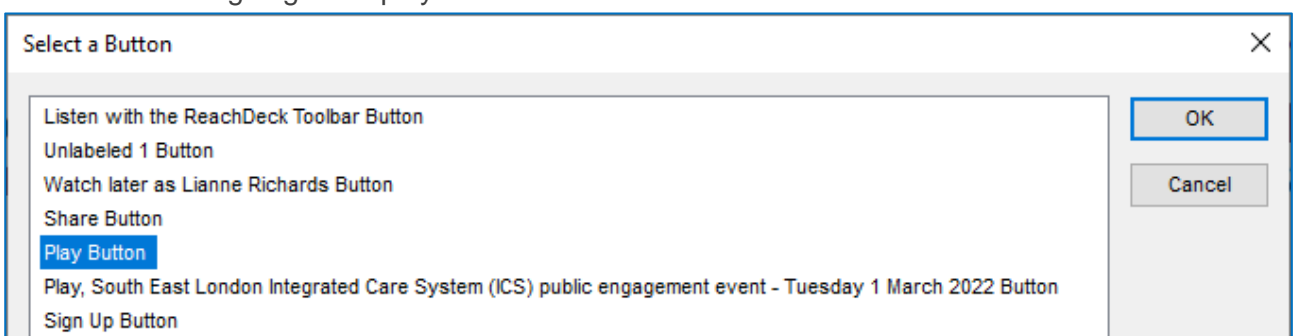 Select a Button
Listen with the ReachDeck Toolbar Button
OK
Unlabeled 1 Button
Watch later as Lianne Richards Button
Cancel
Share Button
Play Button
Play, South East London Integrated Care System (ICS) public engagement event - Tuesday 1 March 2022 Button
Sign Up Button